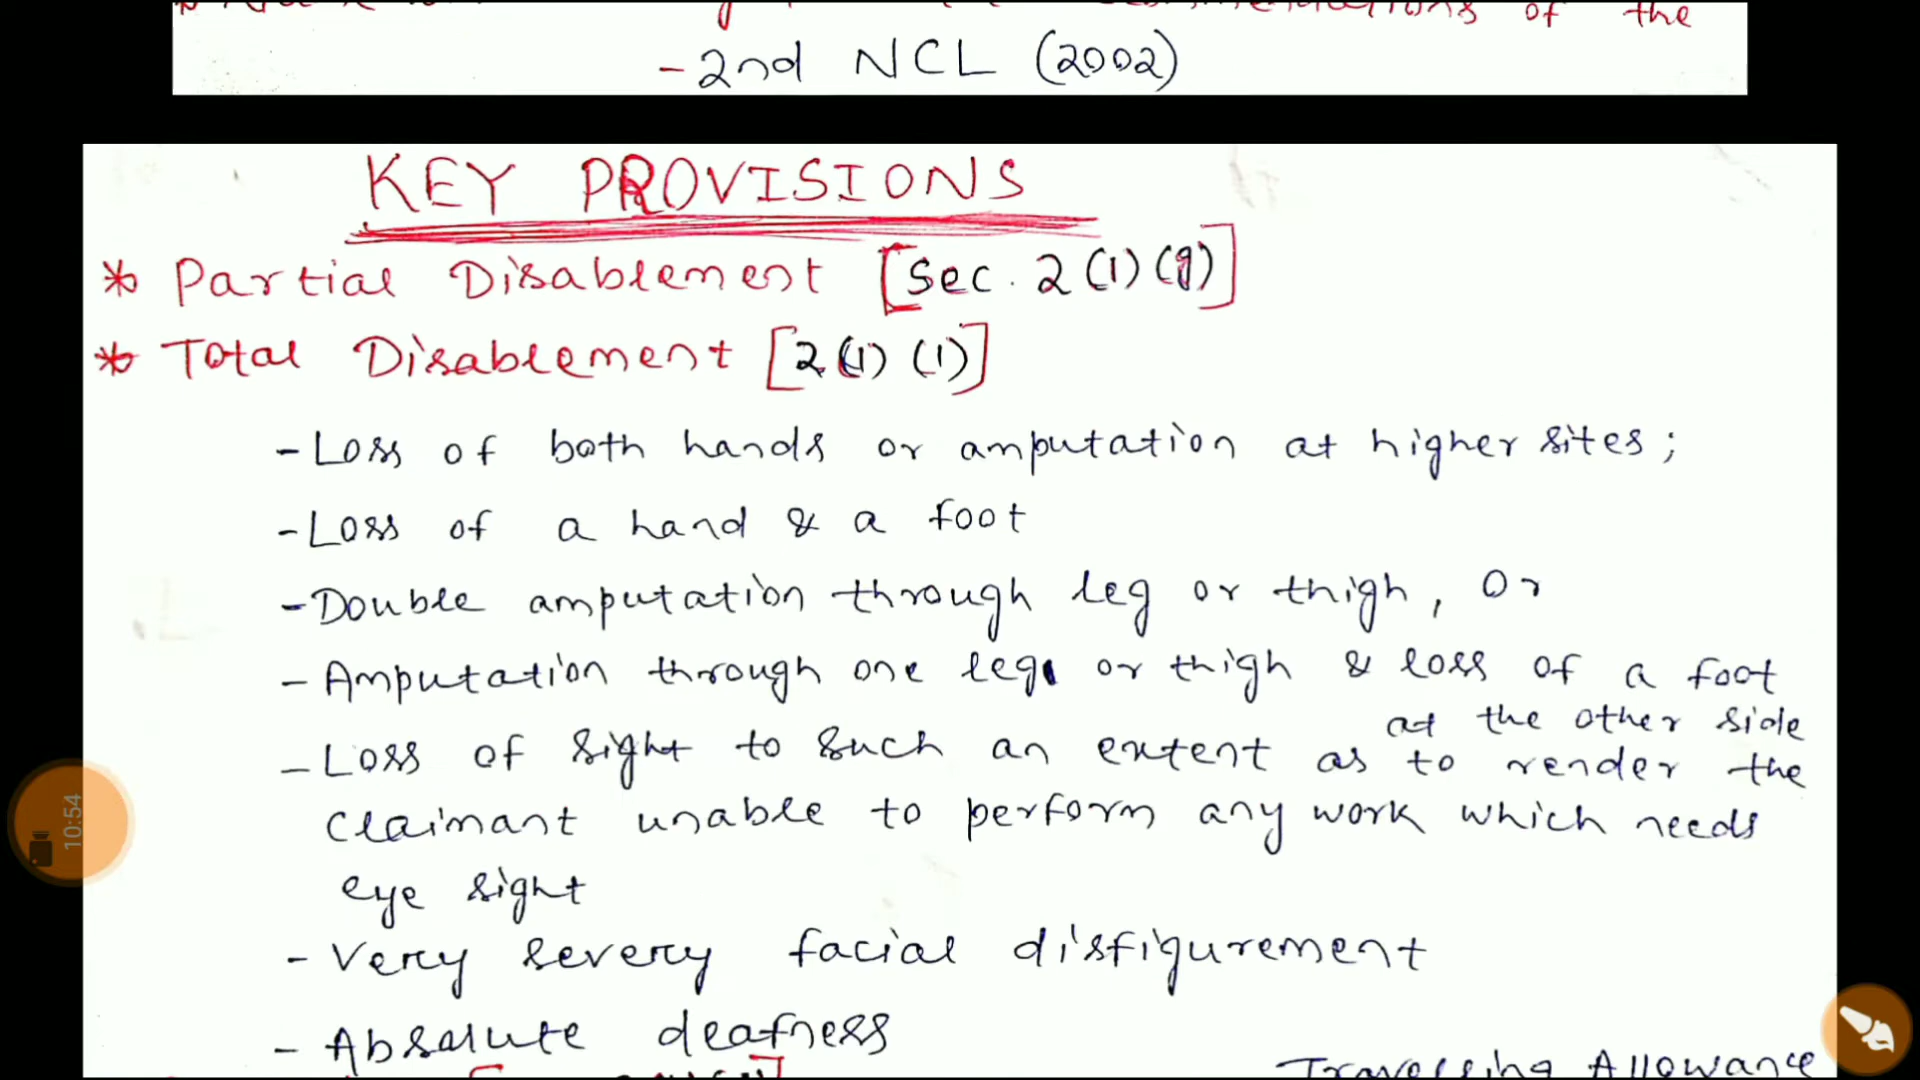 of the
- 2nd NCL (2002)
KEY PROVISIONS
* Partial Disablement [Sec. 2 (1) (g)]
* Total Disablement [2 (1) (l)]
- Loss of both hands or amputation at higher sites;
- Loss of a hand & a foot
- Double amputation through leg or thigh, Or
- Amputation through one leg or thigh & loss of a foot
at the other side
- Loss of sight to such an extent as to render the
claimant unable to perform any work which needs
eye sight
- Very severy facial disfigurement
- Absolute deafness
Allowance
10:54